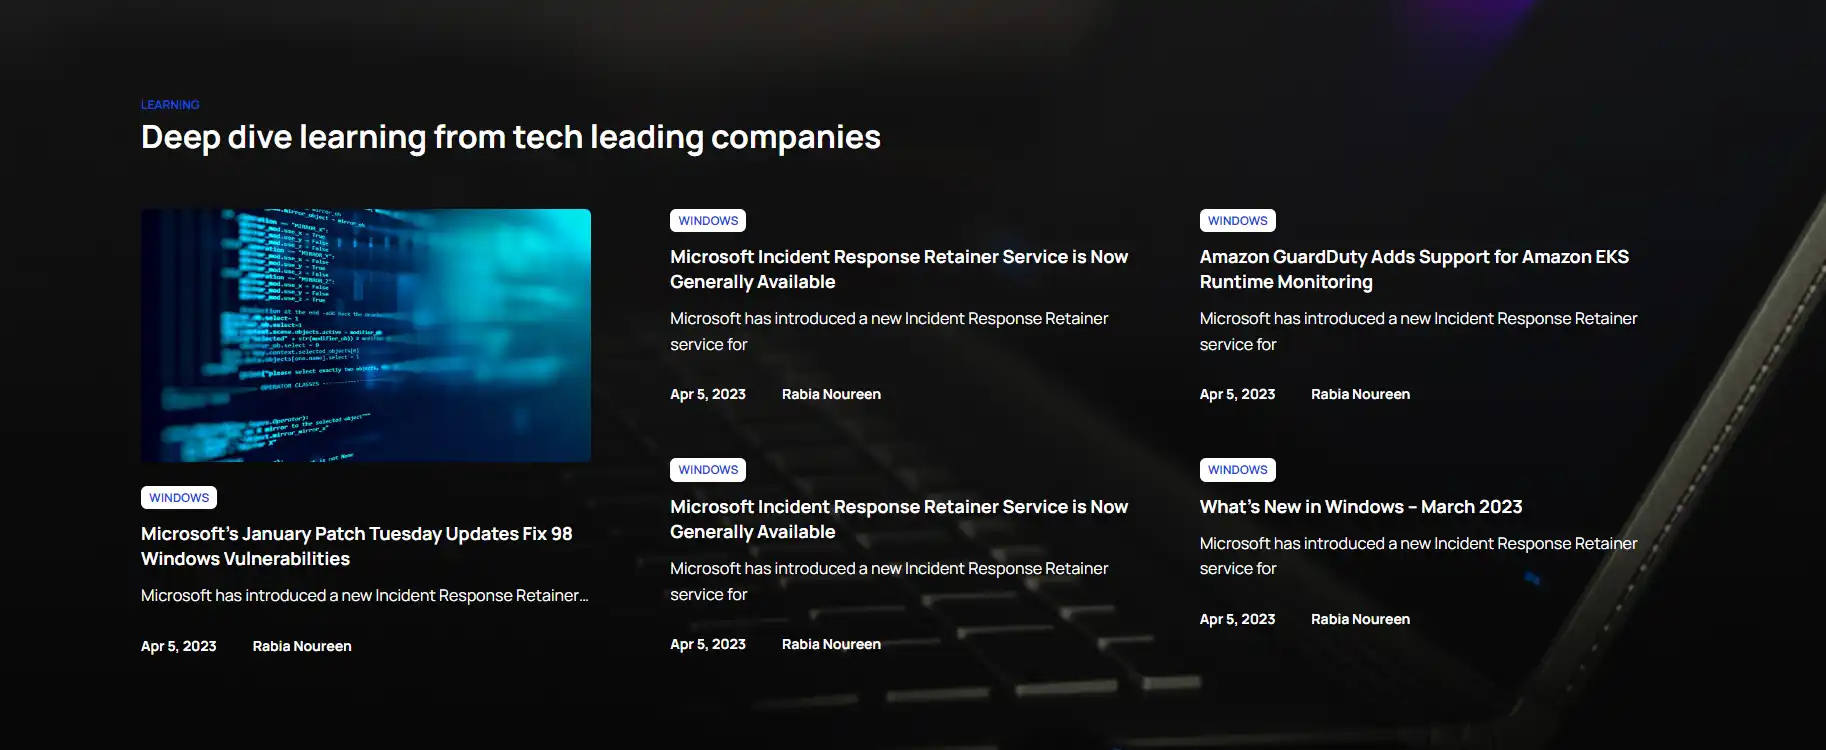 LEARNING
Deep dive learning from tech leading companies
WINDOWS
Microsoft's January Patch Tuesday Updates Fix 98
Windows Vulnerabilities
Microsoft has introduced a new Incident Response Retainer...
Apr 5, 2023 Rabia Noureen
WINDOWS
Microsoft Incident Response Retainer Service is Now
Generally Available
Microsoft has introduced a new Incident Response Retainer
service for
Apr 5, 2023 Rabia Noureen
WINDOWS
Microsoft Incident Response Retainer Service is Now
Generally Available
Microsoft has introduced a new Incident Response Retainer
service for
Apr 5, 2023 Rabia Noureen
WINDOWS
Amazon GuardDuty Adds Support for Amazon EKS
Runtime Monitoring
Microsoft has introduced a new Incident Response Retainer
service for
Apr 5, 2023 Rabia Noureen
WINDOWS
What's New in Windows – March 2023
Microsoft has introduced a new Incident Response Retainer
service for
Apr 5, 2023 Rabia Noureen